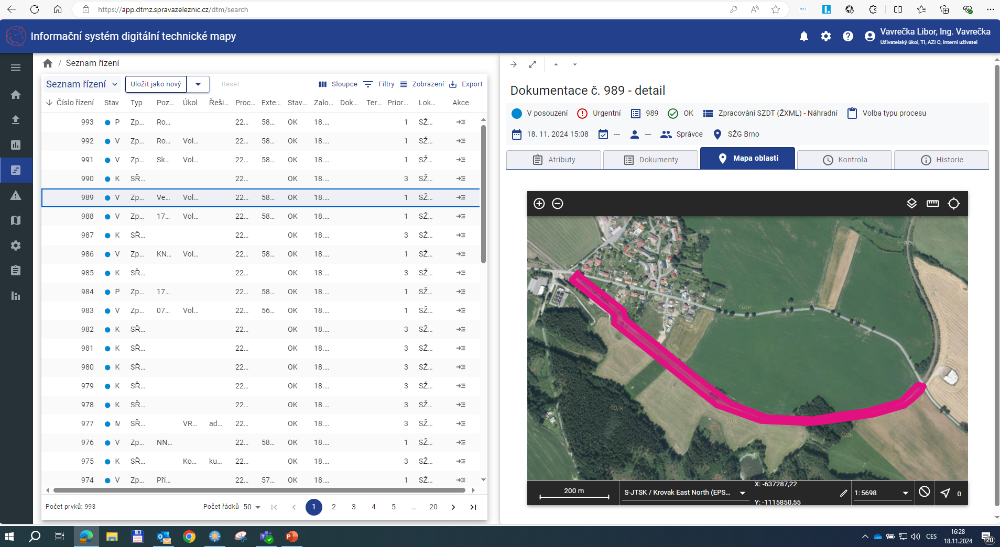 https://app.dtmz.spravazeleznic.cz/dtm/search
Informační systém digitální technické mapy
Vavrečka Libor, Ing. Vavrečka
Uživatelský úkol, TI, AZI C, Interní uživatel
/ Seznam řízení
Seznam řízení Uložit jako nový Reset Sloupce Filtry Zobrazení Export
Číslo řízení Stav Typ Poz... Úkol Řeši... Proc... Exte... Stav... Zalo... Dok... Ter... Prior... Lok... Akce
993 P Zp... Ro... 22... 58... OK 18.... 1 SŽ...
992 V Zp... Ro... Vol... 22... 58... OK 18.... 1 SŽ...
991 V Zp... Sk... Vol... 22... 58... OK 18.... 1 SŽ...
990 K SŘ... 22... OK 18.... 3 SŽ...
989 V Zp... Ve... Vol... 22... 58... OK 18.... 1 SŽ...
988 V Zp... 17... Vol... 22... 58... OK 18.... 1 SŽ...
987 K SŘ... 22... OK 18.... 3 SŽ...
986 V Zp... KN... Vol... 22... 58... OK 18.... 1 SŽ...
985 K SŘ... 22... OK 18.... 3 SŽ...
984 P Zp... 17... 22... 58... OK 18.... 1 SŽ...
983 V Zp... 07... Vol... 22... 56... OK 18.... 1 SŽ...
982 K SŘ... 22... OK 18.... 3 SŽ...
981 K SŘ... 22... OK 18.... 3 SŽ...
980 K SŘ... 22... OK 18.... 3 SŽ...
979 K SŘ... 22... OK 18.... 3 SŽ...
978 K SŘ... 22... OK 18.... 3 SŽ...
977 M SŘ... VR... ad... 22... OK 18.... 3 SŽ...
976 V Zp... NN... 22... 58... OK 18.... 1 SŽ...
975 K SŘ... Ko... ku... 22... OK 18.... 3 SŽ...
974 V Zp... Pří... 22... 57... OK 18.... 1 SŽ...
Počet prvků: 993 Počet řádků 50 1 2 3 4 5 ... 20
Dokumentace č. 989 - detail
V posouzení Urgentní 989 OK Zpracování SZDT (ŽXML) - Náhradní Volba typu procesu
18. 11. 2024 15:08 --- --- Správce SŽG Brno
Atributy Dokumenty Mapa oblasti Kontrola Historie
ČÚZK
ČÚZK
ČÚZK
ČÚZK
ČÚZK
ČÚZK
200 m
S-JTSK / Krovak East North (EPS...
X: -637287,22
Y: -1115850,55
1: 5698
0
CES
16:28
18.11.2024
20